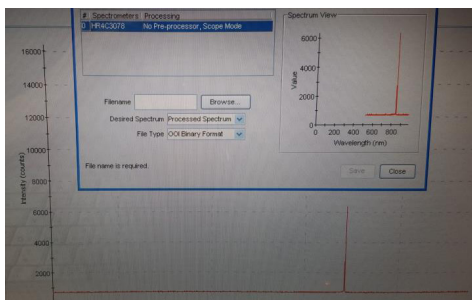 # Spectrometers Processing
0 HR4C3078 No Pre-processor, Scope Mode
Filename Browse...
Desired Spectrum Processed Spectrum
File Type OOI Binary Format
File name is required.
Spectrum View
6000
4000
2000
0
Value
0 200 400 600 800
Wavelength (nm)
Save Close
16000
14000
12000
10000
8000
6000
4000
2000
Intensity (counts)